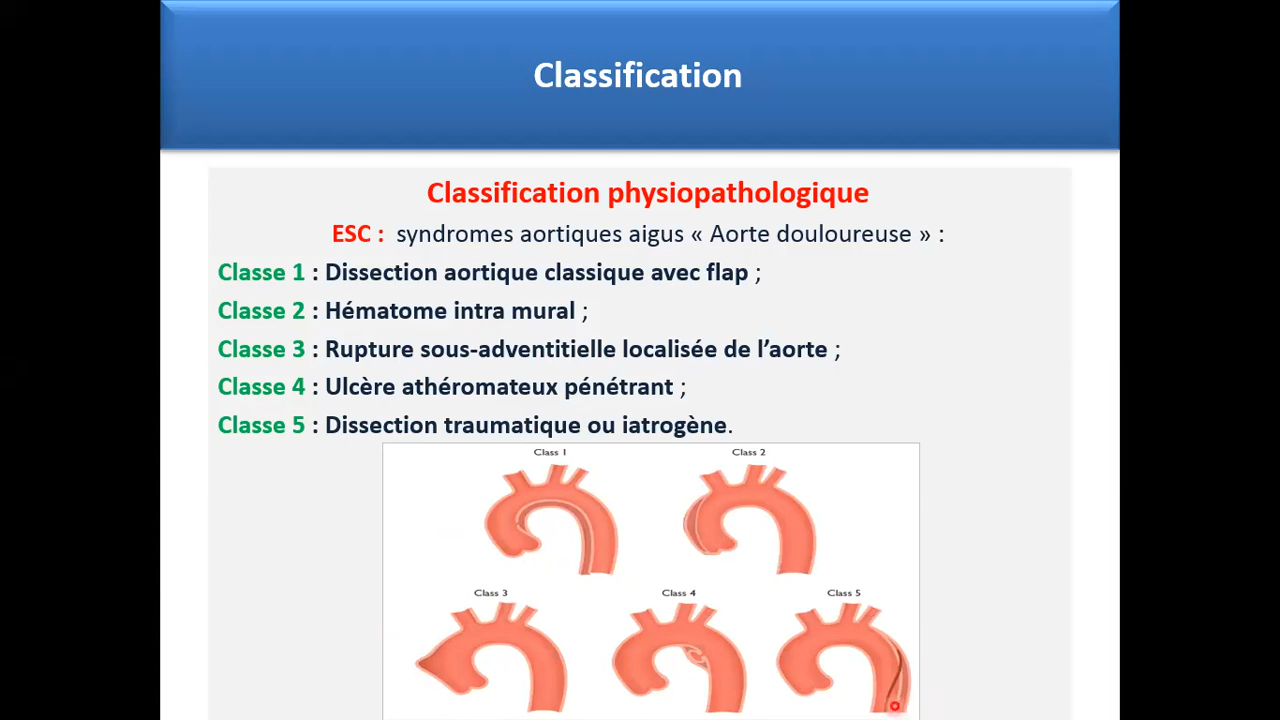 Classification
Classification physiopathologique
ESC : syndromes aortiques aigus « Aorte douloureuse » :
Classe 1 : Dissection aortique classique avec flap ;
Classe 2 : Hématome intra mural ;
Classe 3 : Rupture sous-adventitielle localisée de l’aorte ;
Classe 4 : Ulcère athéromateux pénétrant ;
Classe 5 : Dissection traumatique ou iatrogène.
Class 1 Class 2
Class 3 Class 4 Class 5